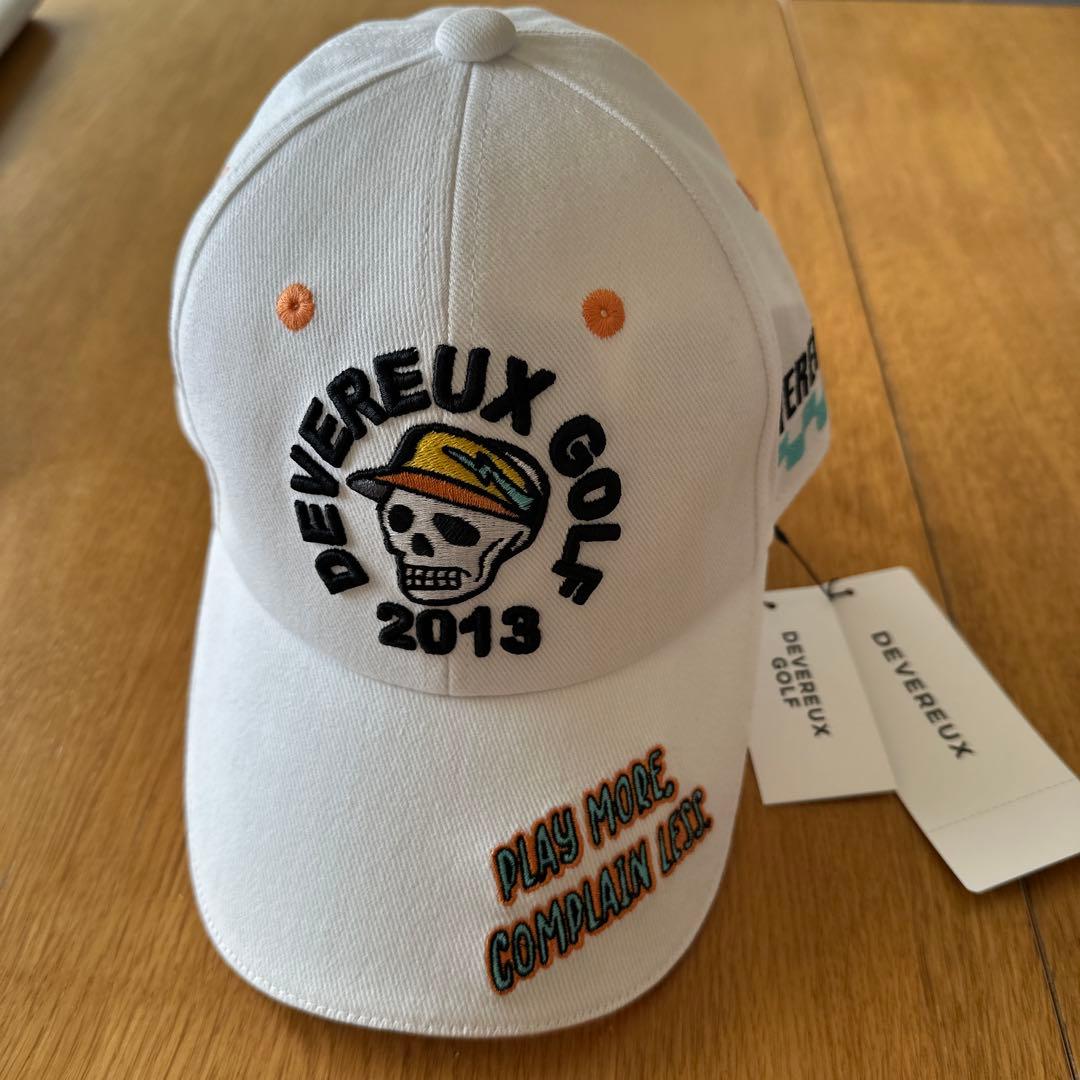 DEVEREUX GOLF
2013
PLAY MORE,
COMPLAIN LESS.
DEVEREUX
GOLF
DEVEREUX